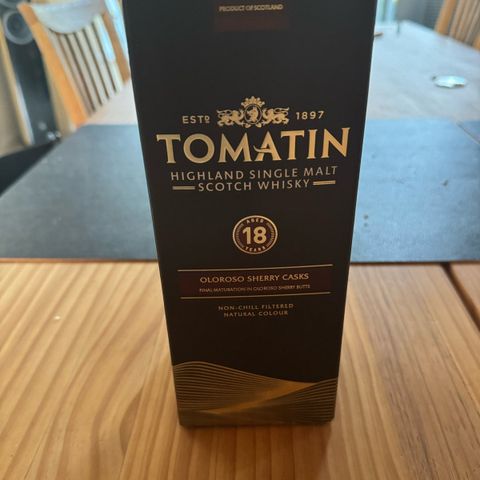 PRODUCT OF SCOTLAND
ESTD 1897
TOMATIN
HIGHLAND SINGLE MALT
SCOTCH WHISKY
AGED
18
YEARS
OLOROSO SHERRY CASKS
FINAL MATURATION IN OLOROSO SHERRY BUTTS
NON-CHILL FILTERED
NATURAL COLOUR